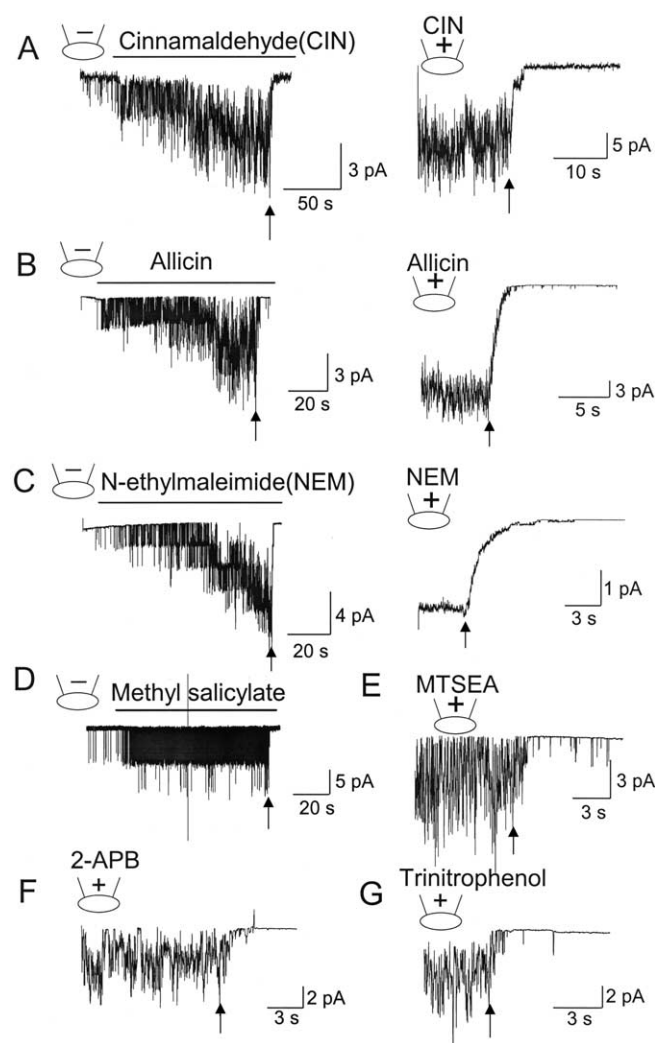 A
−
Cinnamaldehyde(CIN)
3 pA
50 s
CIN
+
5 pA
10 s
B
−
Allicin
3 pA
20 s
Allicin
+
3 pA
5 s
C
−
N-ethylmaleimide(NEM)
4 pA
20 s
NEM
+
1 pA
3 s
D
−
Methyl salicylate
5 pA
20 s
E
MTSEA
+
3 pA
3 s
F
2-APB
+
2 pA
3 s
G
Trinitrophenol
+
2 pA
3 s